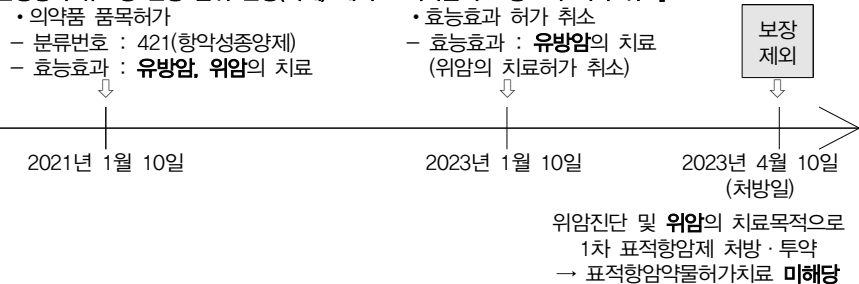 • 의약품 품목허가
– 분류번호 : 421(항악성종양제)
– 효능효과 : 유방암, 위암의 치료
• 효능효과 허가 취소
– 효능효과 : 유방암의 치료
(위암의 치료허가 취소)
보장
제외
2021년 1월 10일
2023년 1월 10일
2023년 4월 10일
(처방일)
위암진단 및 위암의 치료목적으로
1차 표적항암제 처방 · 투약
→ 표적항암약물허가치료 미해당